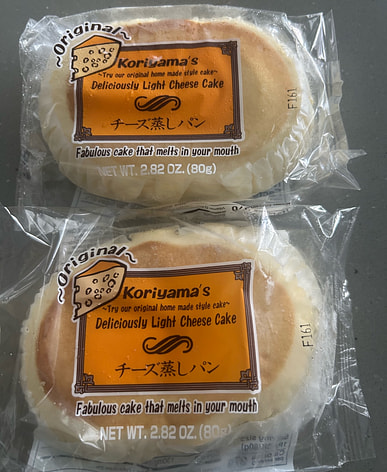 ~Original~
Koriyama's
~Try our original home made style cake~
Deliciously Light Cheese Cake
チーズ蒸しパン
Fabulous cake that melts in your mouth
NET WT. 2.82 OZ. (80g)
F161
~Original~
Koriyama's
~Try our original home made style cake~
Deliciously Light Cheese Cake
チーズ蒸しパン
Fabulous cake that melts in your mouth
NET WT. 2.82 OZ. (80g)
F161